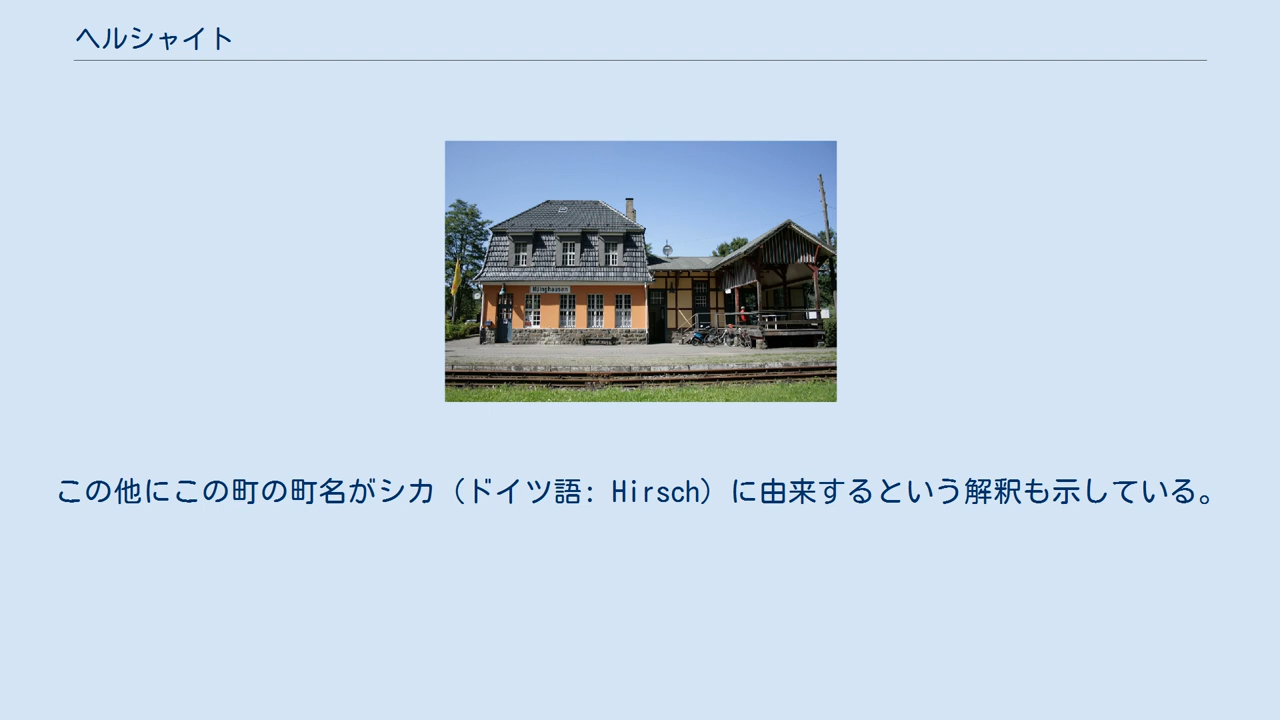 ヘルシャイト
Hüinghausen
この他にこの町の町名がシカ（ドイツ語: Hirsch）に由来するという解釈も示している。